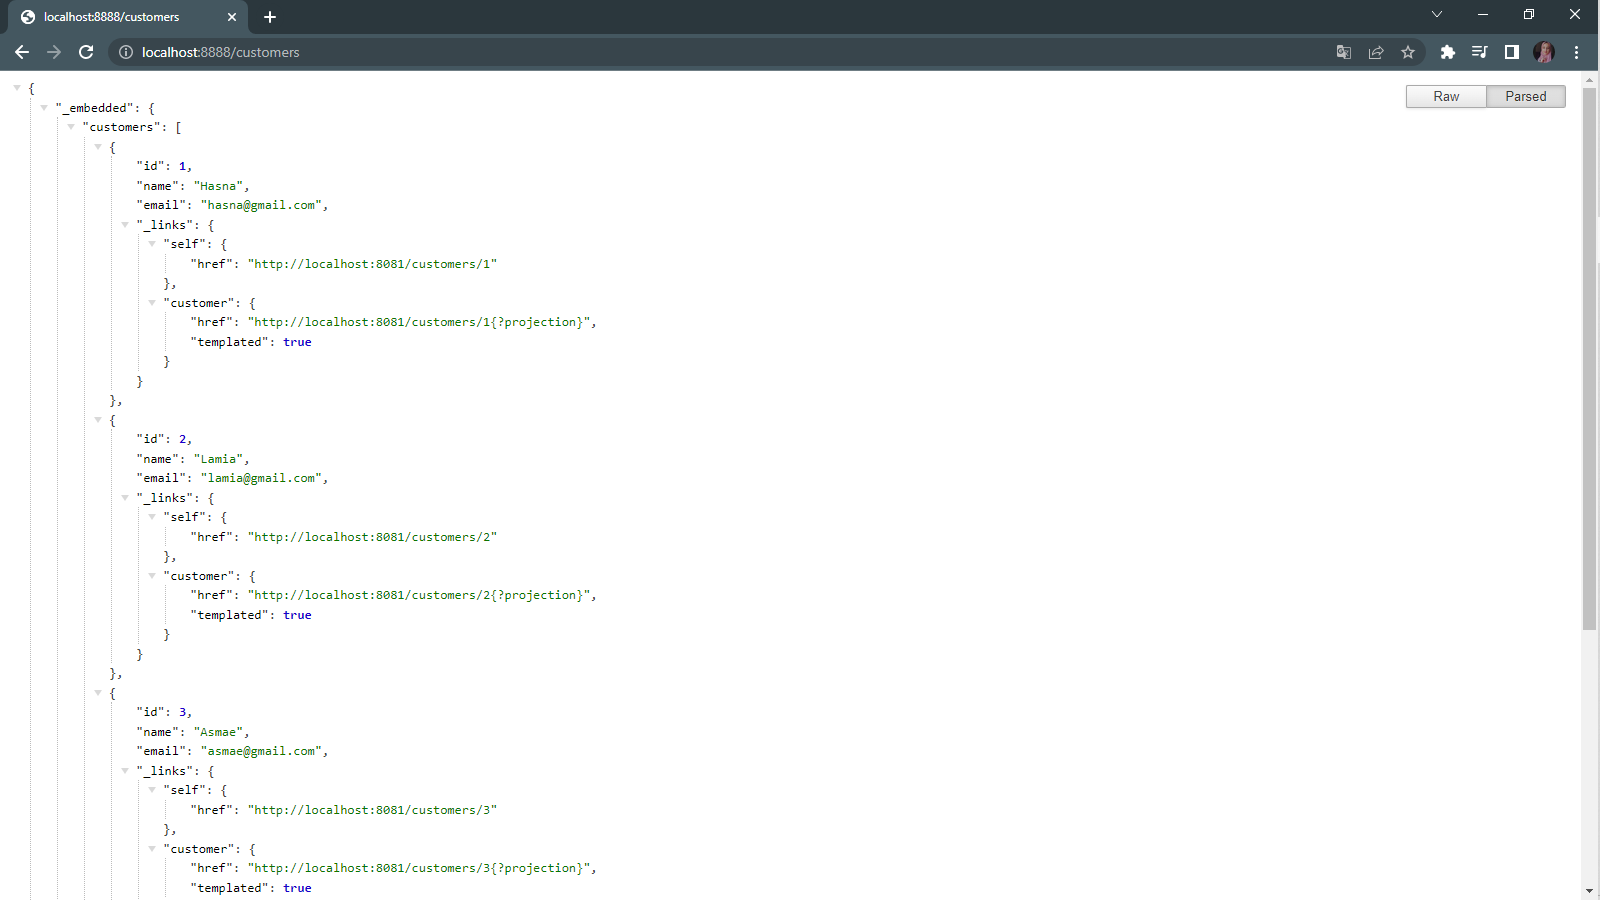 localhost:8888/customers
localhost:8888/customers
Raw
Parsed
{
"_embedded": {
"customers": [
{
"id": 1,
"name": "Hasna",
"email": "hasna@gmail.com",
"_links": {
"self": {
"href": "http://localhost:8081/customers/1"
},
"customer": {
"href": "http://localhost:8081/customers/1{?projection}",
"templated": true
}
}
},
{
"id": 2,
"name": "Lamia",
"email": "lamia@gmail.com",
"_links": {
"self": {
"href": "http://localhost:8081/customers/2"
},
"customer": {
"href": "http://localhost:8081/customers/2{?projection}",
"templated": true
}
}
},
{
"id": 3,
"name": "Asmae",
"email": "asmae@gmail.com",
"_links": {
"self": {
"href": "http://localhost:8081/customers/3"
},
"customer": {
"href": "http://localhost:8081/customers/3{?projection}",
"templated": true